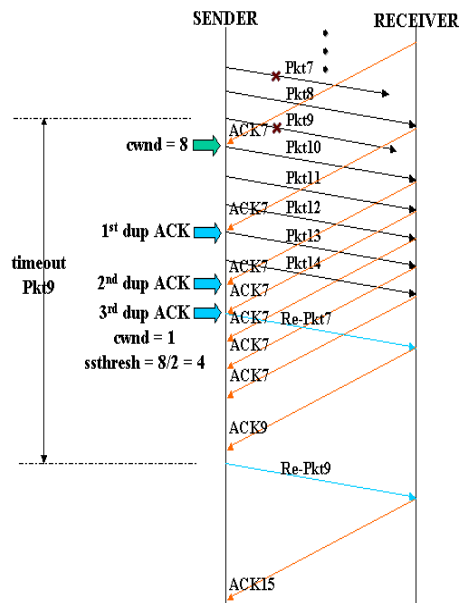 SENDER
RECEIVER
Pkt7
Pkt8
Pkt9
ACK7
cwnd = 8
Pkt10
Pkt11
ACK7
Pkt12
1st dup ACK
Pkt13
timeout
Pkt9
Pkt14
ACK7
2nd dup ACK
ACK7
3rd dup ACK
ACK7
Re-Pkt7
cwnd = 1
ACK7
ssthresh = 8/2 = 4
ACK7
ACK9
Re-Pkt9
ACK15